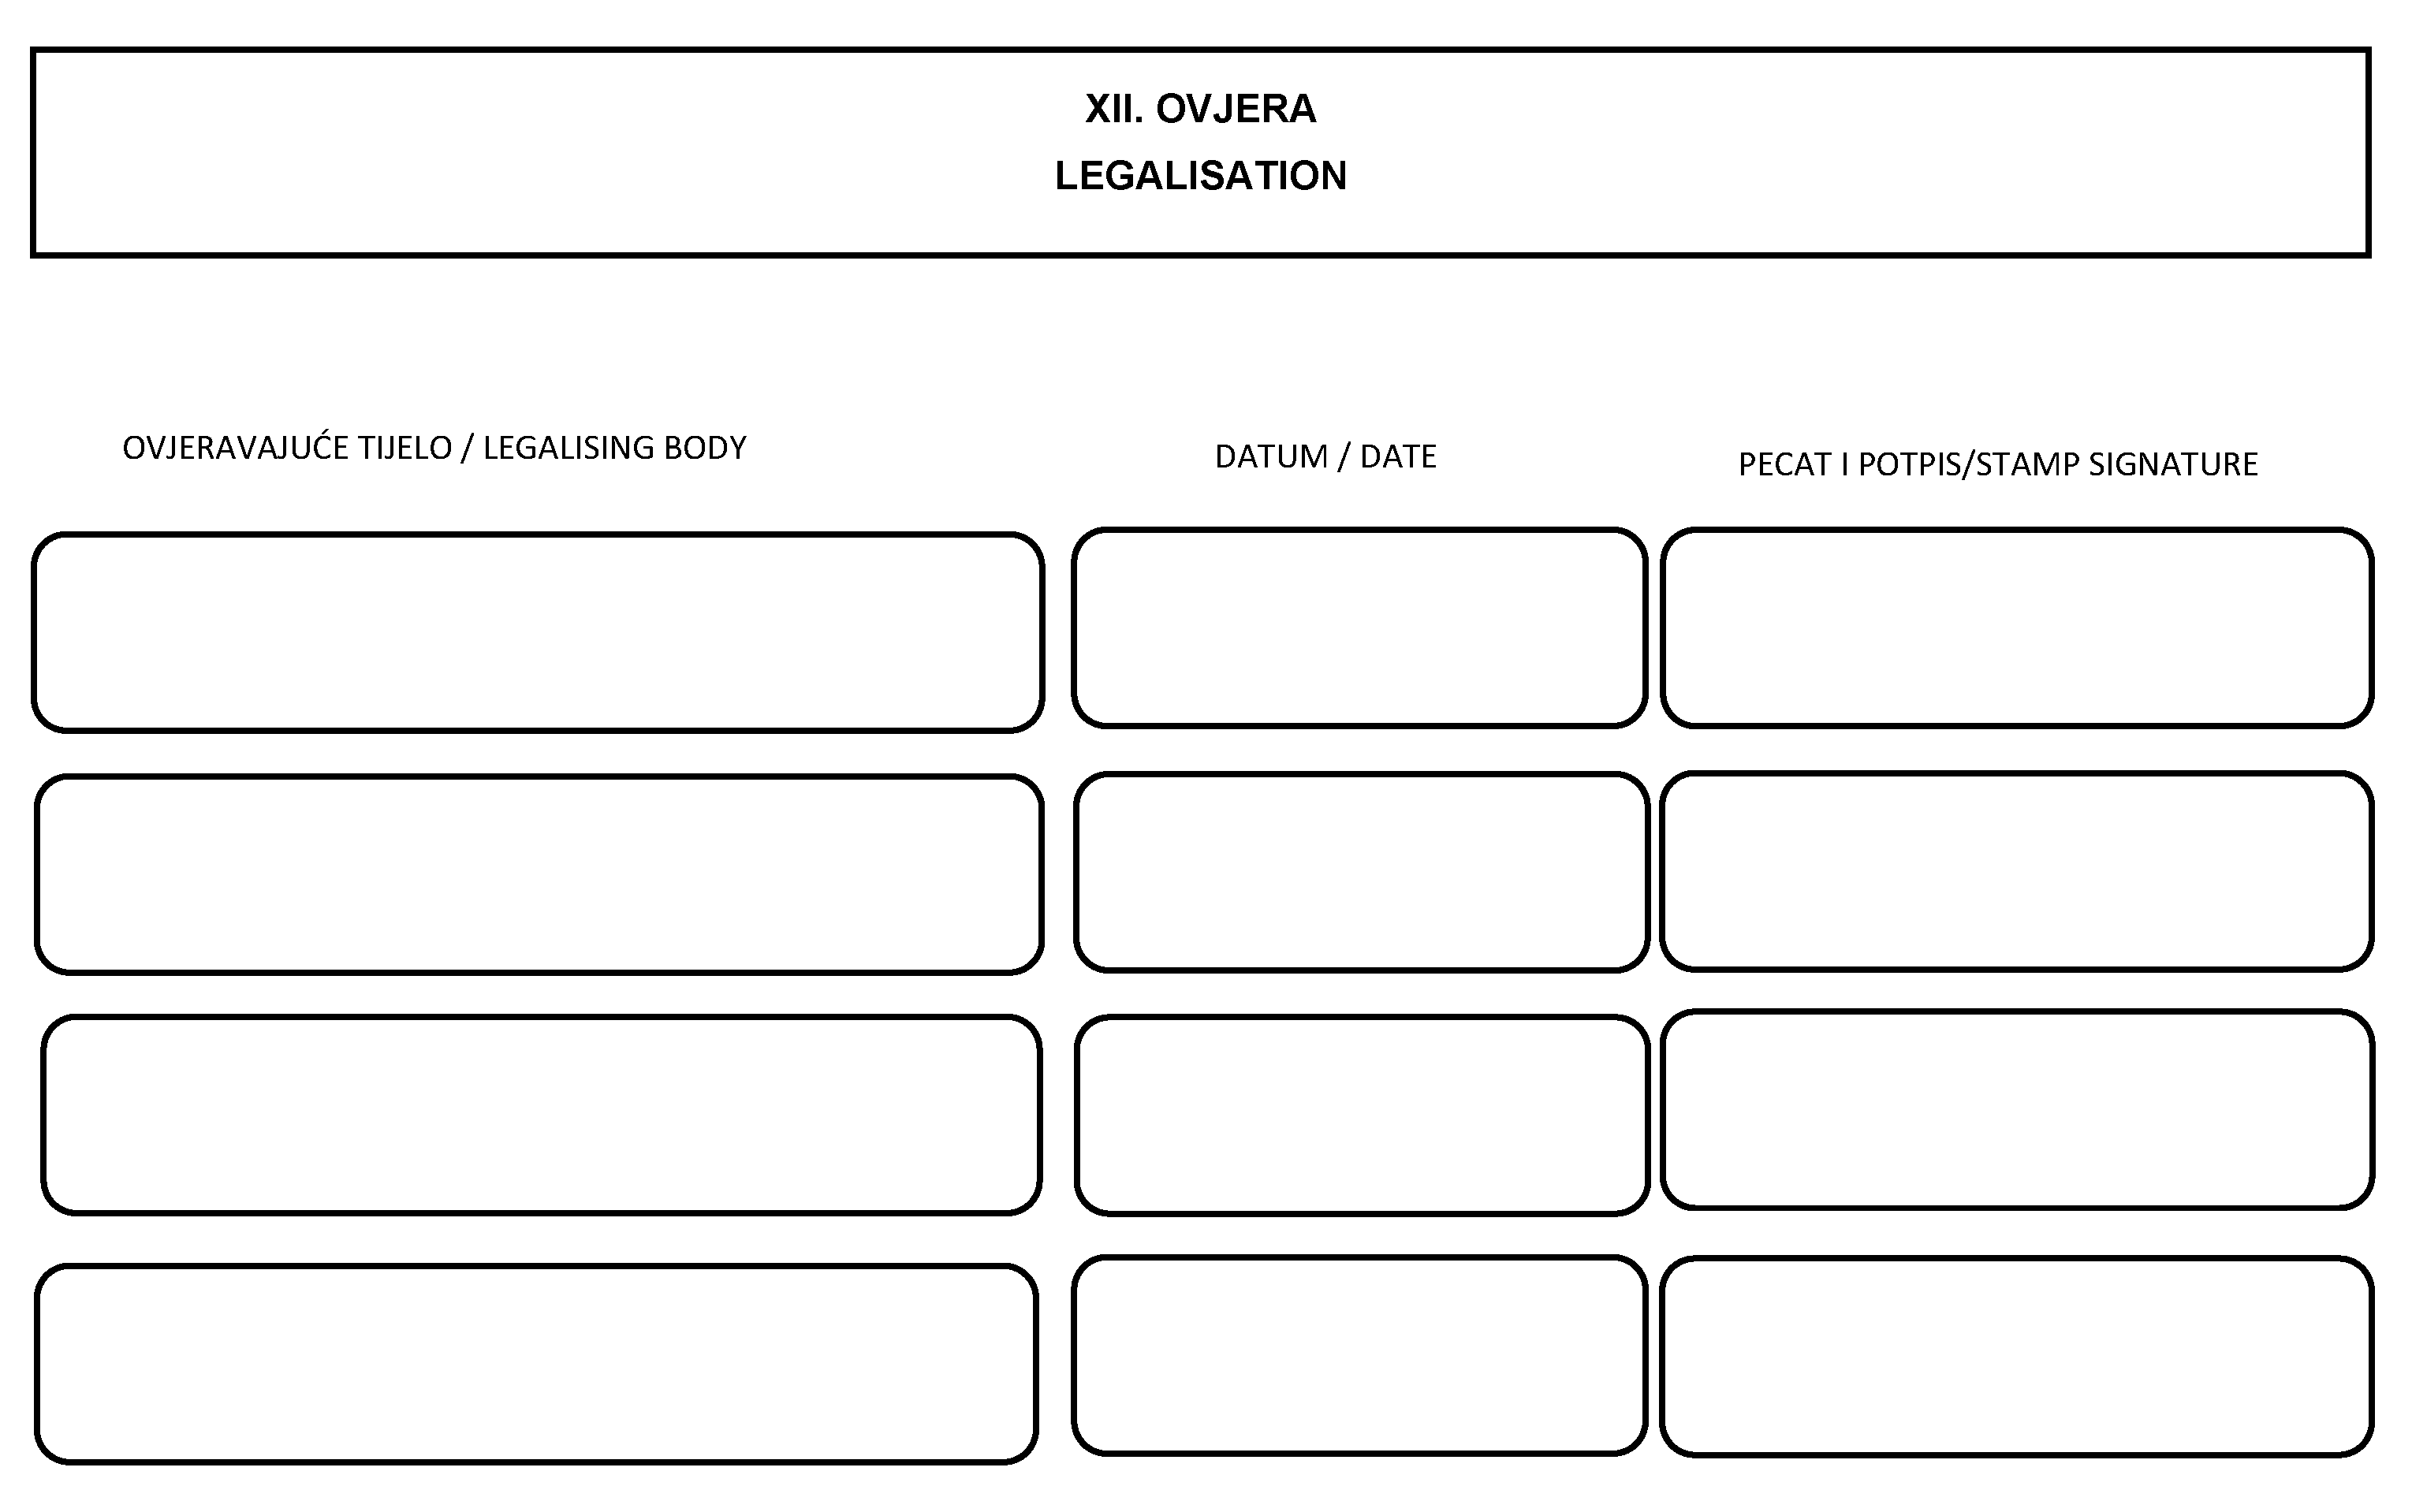 XII. OVJERA
LEGALISATION
OVJERAVAJUĆE TIJELO / LEGALISING BODY
DATUM / DATE
PECAT I POTPIS/STAMP SIGNATURE